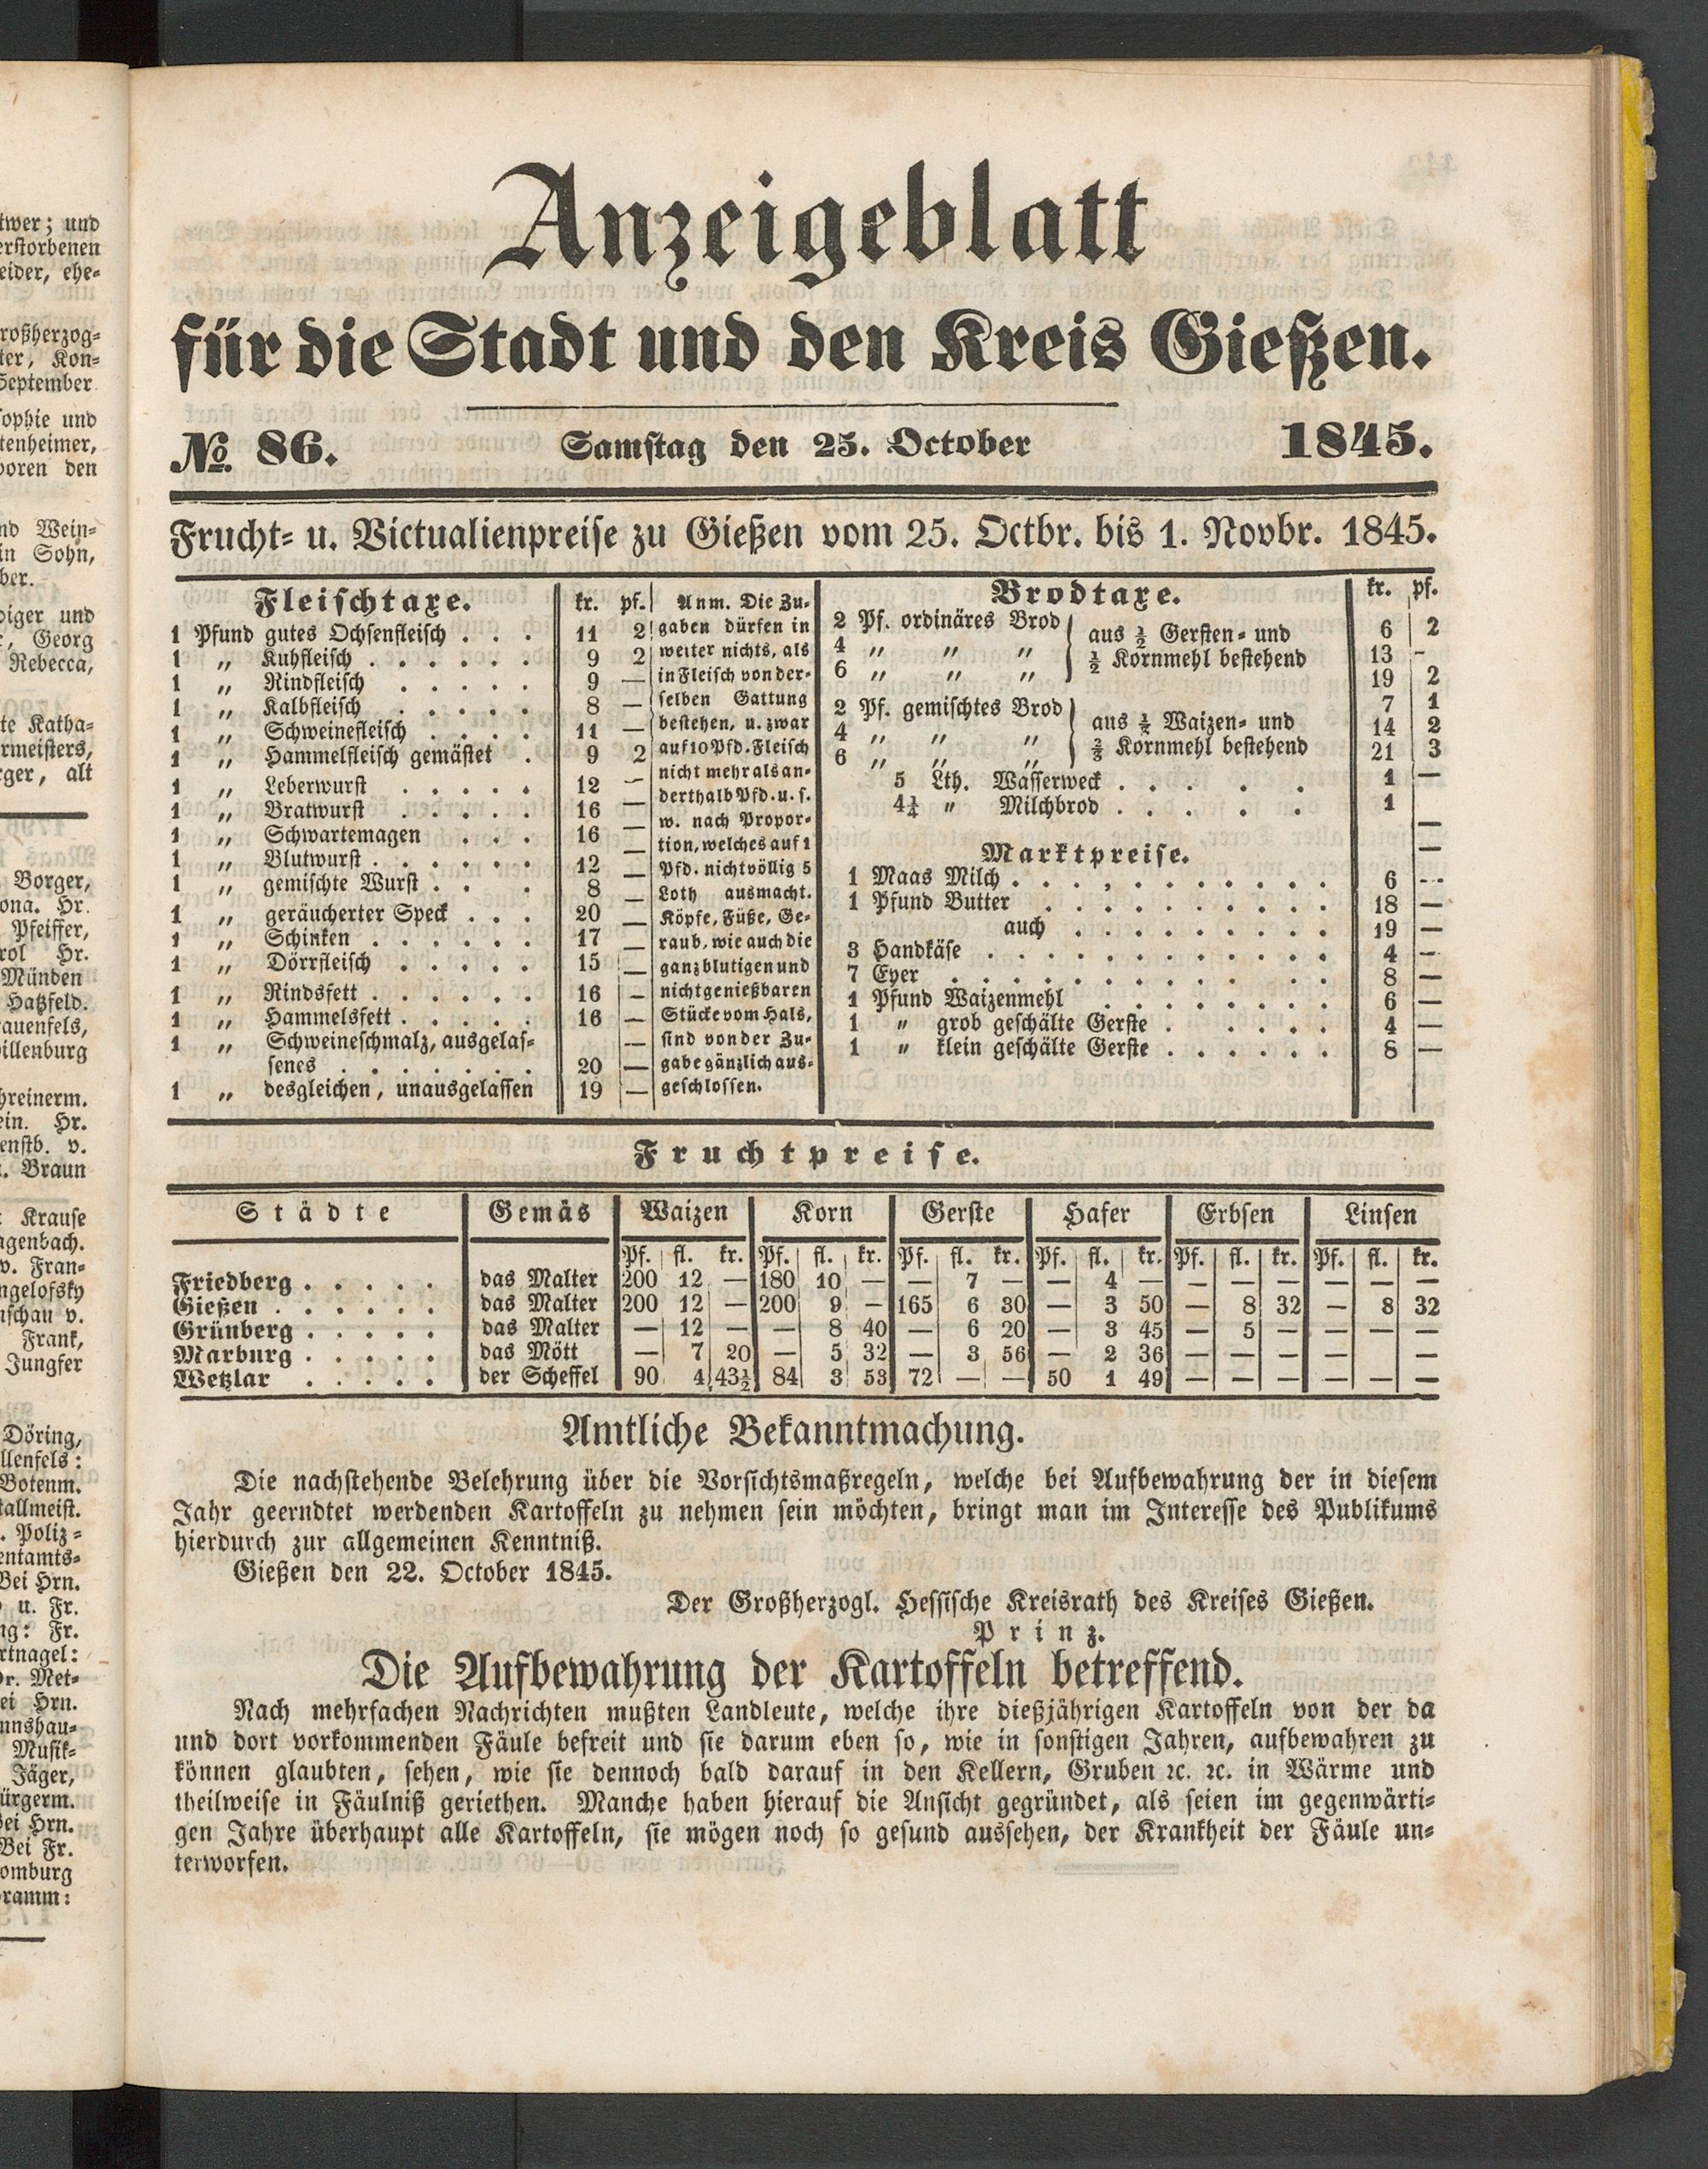 Anzeigeblatt
für die Stadt und den Kreis Gießen.
№ 86. Samstag den 25. October 1845.
Frucht- u. Victualienpreise zu Gießen vom 25. Octbr. bis 1. Novbr. 1845.
Fleischtaxe. kr. pf.
1 Pfund gutes Ochsenfleisch . . . 11 2
1 „ Kuhfleisch . . . . . . 9 2
1 „ Rindfleisch . . . . . 9 —
1 „ Kalbfleisch . . . . . 8 —
1 „ Schweinefleisch . . . . 11 —
1 „ Hammelfleisch gemästet . 9 2
1 „ Leberwurst . . . . . 12 —
1 „ Bratwurst . . . . . 16 —
1 „ Schwartemagen . . . 16 —
1 „ Blutwurst . . . . . . 12 —
1 „ gemischte Wurst . . . . 8 —
1 „ geräucherter Speck . . . 20 —
1 „ Schinken . . . . . . 17 —
1 „ Dörrfleisch . . . . . 15 —
1 „ Rindsfett . . . . . . 16 —
1 „ Hammelsfett . . . . . 16 —
1 „ Schweineschmalz, ausgelas- —
senes . . . . . . . 20 —
1 „ desgleichen, unausgelassen 19 —
Anm. Die Zu-
gaben dürfen in
weiter nichts, als
in Fleisch von der-
selben Gattung
bestehen, u. zwar
auf 10 Pfd. Fleisch
nicht mehr als an-
derthalb Pfd. u. s.
w. nach Propor-
tion, welches auf 1
Pfd. nicht völlig 5
Loth ausmacht.
Köpfe, Füße, Ge-
raub, wie auch die
ganz blutigen und
nicht genießbaren
Stücke vom Hals,
sind von der Zu-
gabe gänzlich aus-
geschlossen.
Brodtaxe. kr. pf.
2 Pf. ordinäres Brod aus ½ Gersten- und 6 2
4 „ „ „ ½ Kornmehl bestehend 13 -
6 „ „ „ 19 2
2 Pf. gemischtes Brod aus ⅓ Waizen- und 7 1
4 „ „ „ ⅔ Kornmehl bestehend 14 2
6 „ „ „ 21 3
5 Lth. Wasserweck . . . . . 1 —
4¼ „ Milchbrod . . . . . 1 —
Marktpreise. —
1 Maas Milch . . . . . . . . . . . 6 --
1 Pfund Butter . . . . . . . . . . 18 —
auch . . . . . . . . . 19 —
3 Handkäse . . . . . . . . . . . . 4 —
7 Eyer . . . . . . . . . . . . . 8 —
1 Pfund Waizenmehl . . . . . . . . 6 —
1 „ grob geschälte Gerste . . . . . . 4 —
1 „ klein geschälte Gerste . . . . . . 8 —
Fruchtpreise.
Städte Gemäs Waizen Korn Gerste Hafer Erbsen Linsen
Pf. fl. kr. Pf. fl. kr. Pf. fl. kr. Pf. fl. kr. Pf. fl. kr. Pf. fl. kr.
Friedberg . . . . . das Malter 200 12 — 180 10 — — 7 — — 4 — — — — — — —
Gießen . . . . . . das Malter 200 12 — 200 9 — 165 6 30 — 3 50 — 8 32 — 8 32
Grünberg . . . . . das Malter — 12 — — 8 40 — 6 20 — 3 45 — 5 — — — —
Marburg . . . . . das Mött — 7 20 — 5 32 — 3 56 — 2 36 — — — — — —
Wetzlar . . . . . der Scheffel 90 4 43½ 84 3 53 72 — — 50 1 49 — — — — — —
Amtliche Bekanntmachung.
Die nachstehende Belehrung über die Vorsichtsmaßregeln, welche bei Aufbewahrung der in diesem
Jahr geerndtet werdenden Kartoffeln zu nehmen sein möchten, bringt man im Interesse des Publikums
hierdurch zur allgemeinen Kenntniß.
Gießen den 22. October 1845.
Der Großherzogl. Hessische Kreisrath des Kreises Gießen.
Prinz.
Die Aufbewahrung der Kartoffeln betreffend.
Nach mehrfachen Nachrichten mußten Landleute, welche ihre dießjährigen Kartoffeln von der da
und dort vorkommenden Fäule befreit und sie darum eben so, wie in sonstigen Jahren, aufbewahren zu
können glaubten, sehen, wie sie dennoch bald darauf in den Kellern, Gruben ꝛc. ꝛc. in Wärme und
theilweise in Fäulniß geriethen. Manche haben hierauf die Ansicht gegründet, als seien im gegenwärti-
gen Jahre überhaupt alle Kartoffeln, sie mögen noch so gesund aussehen, der Krankheit der Fäule un-
terworfen.